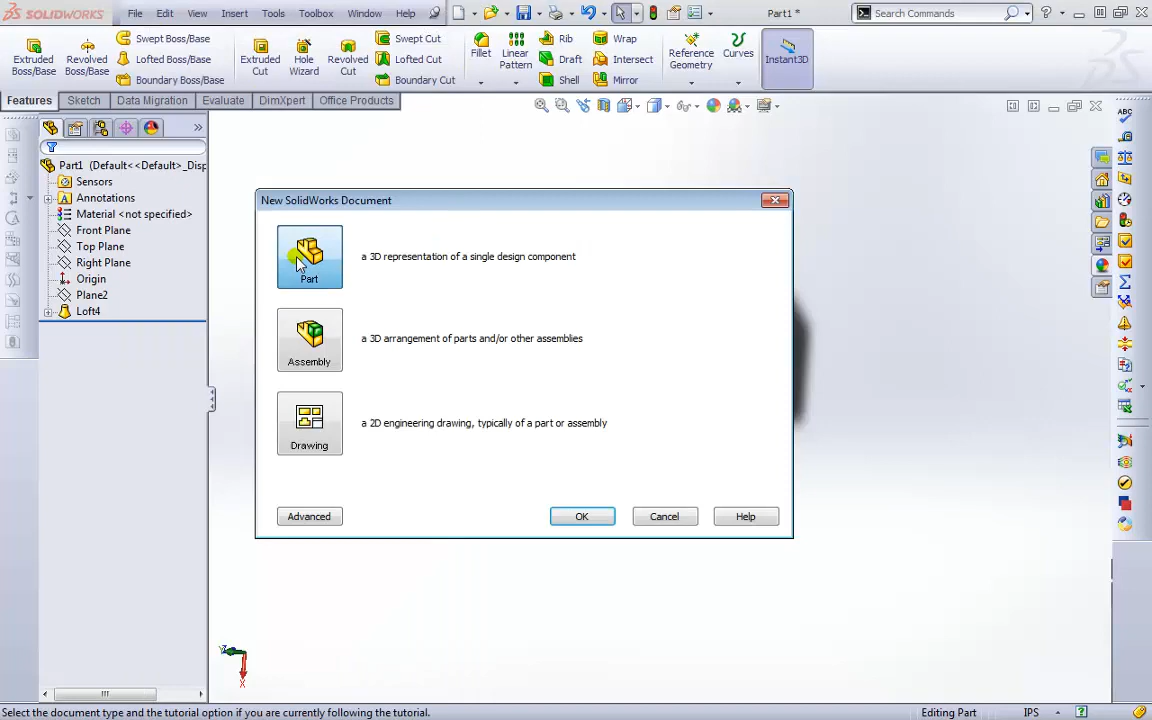 SOLIDWORKS File Edit View Insert Tools Toolbox Window Help Part1 * Search Commands
Extruded Boss/Base
Revolved Boss/Base
Swept Boss/Base
Lofted Boss/Base
Boundary Boss/Base
Extruded Cut
Hole Wizard
Revolved Cut
Swept Cut
Lofted Cut
Boundary Cut
Fillet
Linear Pattern
Rib
Draft
Shell
Wrap
Intersect
Mirror
Reference Geometry
Curves
Instant3D
Features Sketch Data Migration Evaluate DimXpert Office Products
ABC
Part1 (Default<<Default>_Disp
Sensors
Annotations
Material <not specified>
Front Plane
Top Plane
Right Plane
Origin
Plane2
Loft4
New SolidWorks Document
Part
a 3D representation of a single design component
Assembly
a 3D arrangement of parts and/or other assemblies
Drawing
a 2D engineering drawing, typically of a part or assembly
Advanced OK Cancel Help
X
Select the document type and the tutorial option if you are currently following the tutorial. Editing Part IPS